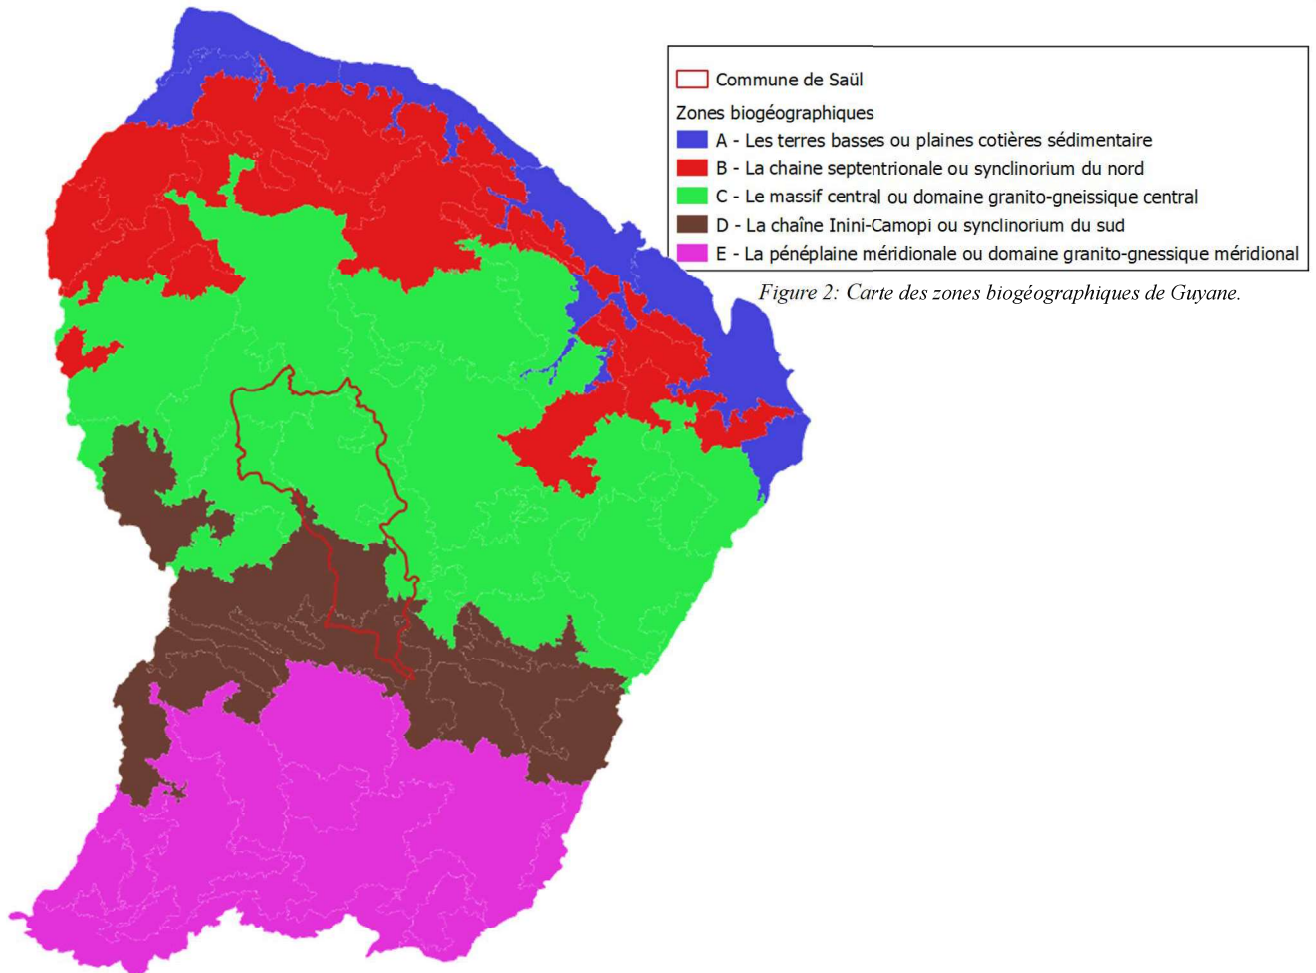 Commune de Saül
Zones biogéographiques
A - Les terres basses ou plaines cotières sédimentaire
B - La chaine septentrionale ou synclinorium du nord
C - Le massif central ou domaine granito-gneissique central
D - La chaîne Inini-Camopi ou synclinorium du sud
E - La pénéplaine méridionale ou domaine granito-gnessique méridional
Figure 2: Carte des zones biogéographiques de Guyane.